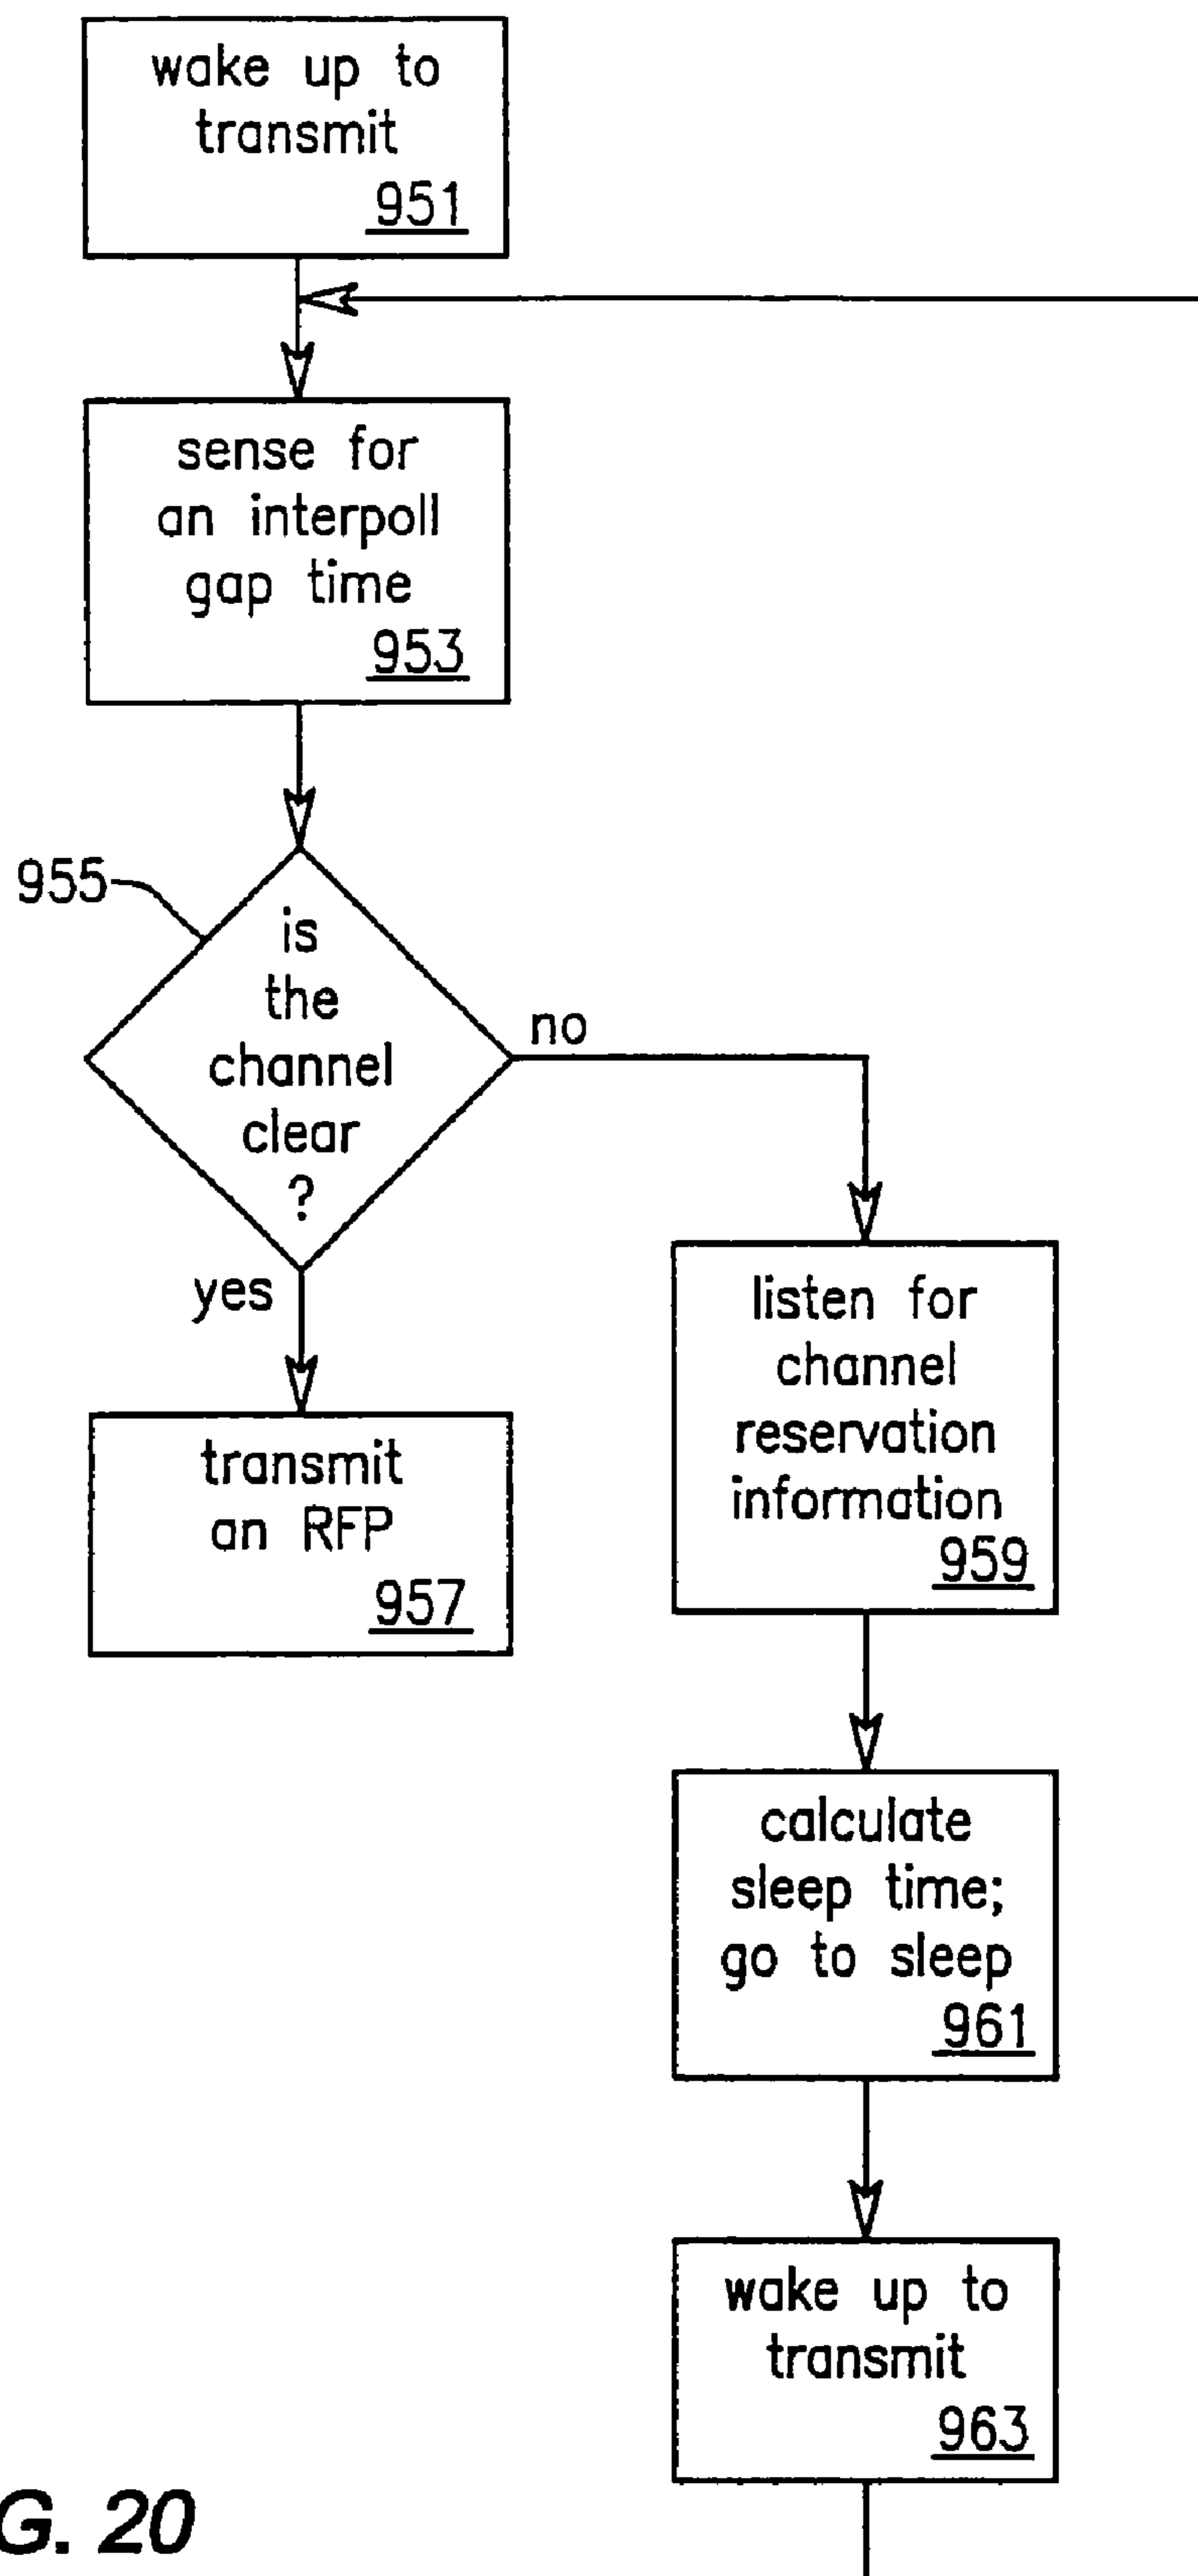 wake up to
transmit
951
sense for
an interpoll
gap time
953
955
is
the
channel
clear
?
no
yes
transmit
an RFP
957
listen for
channel
reservation
information
959
calculate
sleep time;
go to sleep
961
wake up to
transmit
963
G. 20